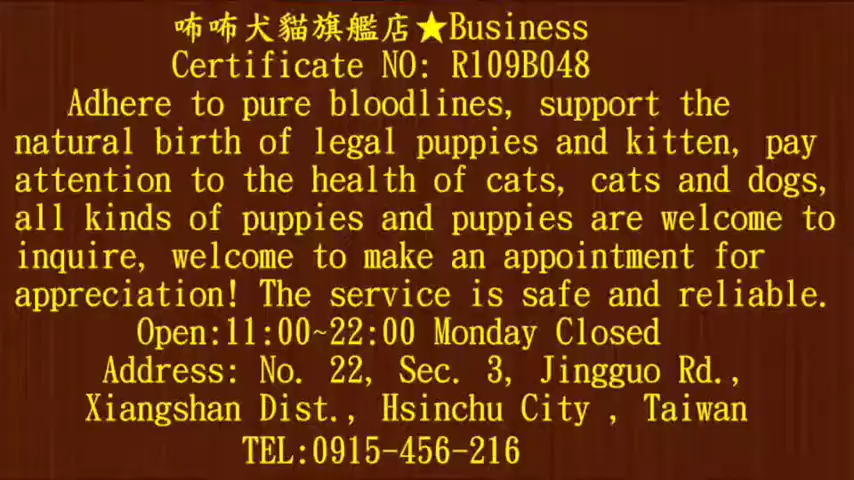 咘咘犬貓旗艦店★Business
Certificate NO: R109B048
Adhere to pure bloodlines, support the
natural birth of legal puppies and kitten, pay
attention to the health of cats, cats and dogs,
all kinds of puppies and puppies are welcome to
inquire, welcome to make an appointment for
appreciation! The service is safe and reliable.
Open:11:00~22:00 Monday Closed
Address: No. 22, Sec. 3, Jingguo Rd.,
Xiangshan Dist., Hsinchu City , Taiwan
TEL:0915-456-216